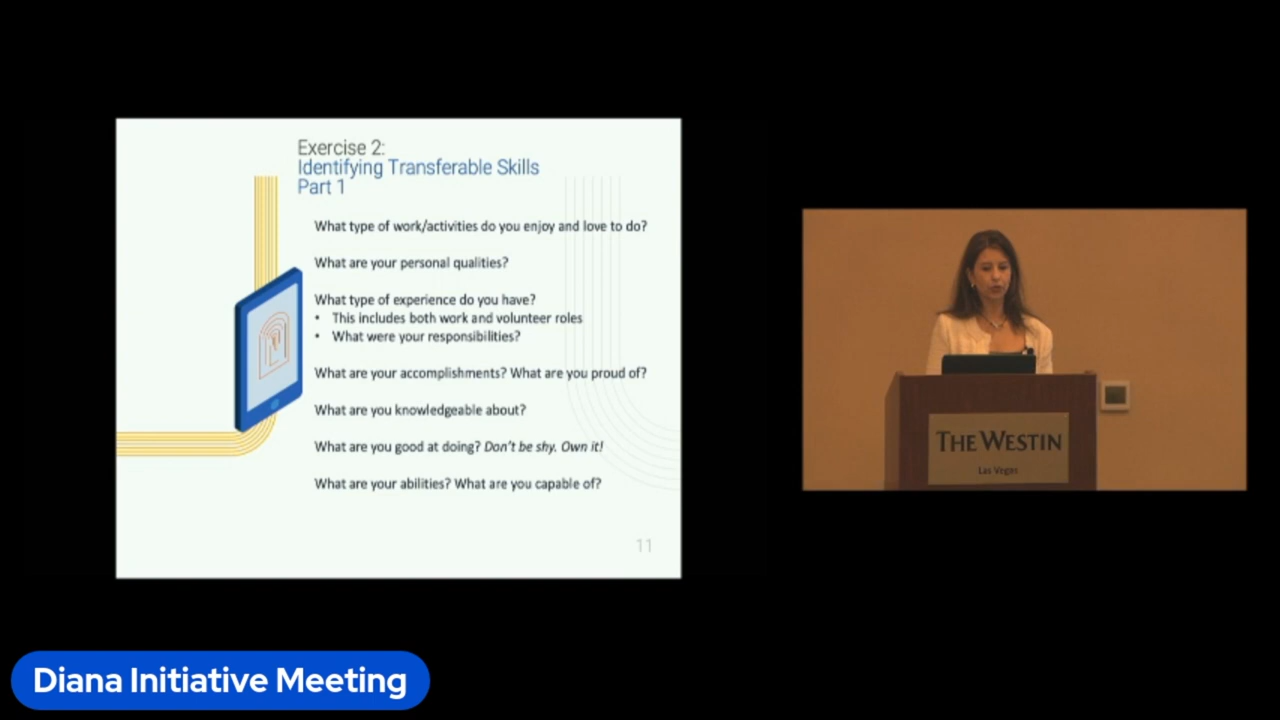 Exercise 2:
Identifying Transferable Skills
Part 1
What type of work/activities do you enjoy and love to do?
What are your personal qualities?
What type of experience do you have?
• This includes both work and volunteer roles
• What were your responsibilities?
What are your accomplishments? What are you proud of?
What are you knowledgeable about?
What are you good at doing? Don't be shy. Own it!
What are your abilities? What are you capable of?
11
THE WESTIN
Las Vegas
Diana Initiative Meeting